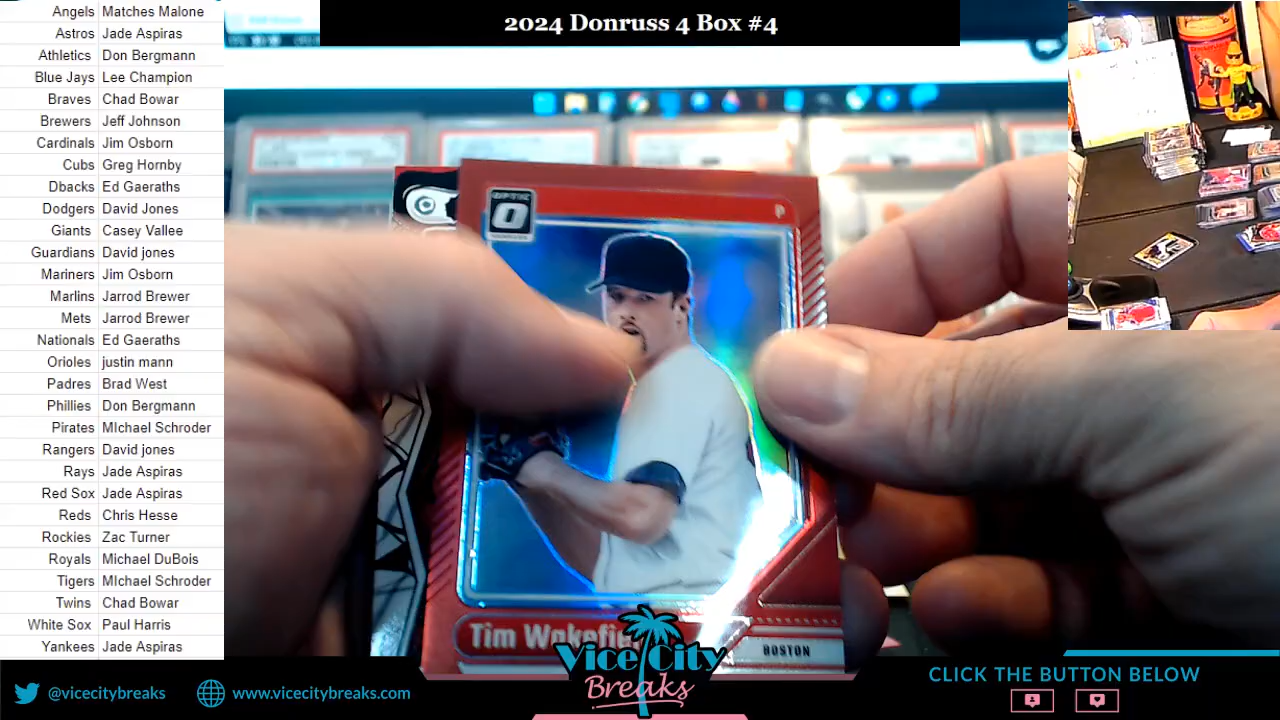 2024 Donruss 4 Box #4
Angels Matches Malone
Astros Jade Aspiras
Athletics Don Bergmann
Blue Jays Lee Champion
Braves Chad Bowar
Brewers Jeff Johnson
Cardinals Jim Osborn
Cubs Greg Hornby
Dbacks Ed Gaeraths
Dodgers David Jones
Giants Casey Vallee
Guardians David jones
Mariners Jim Osborn
Marlins Jarrod Brewer
Mets Jarrod Brewer
Nationals Ed Gaeraths
Orioles justin mann
Padres Brad West
Phillies Don Bergmann
Pirates MIchael Schroder
Rangers David jones
Rays Jade Aspiras
Red Sox Jade Aspiras
Reds Chris Hesse
Rockies Zac Turner
Royals Michael DuBois
Tigers MIchael Schroder
Twins Chad Bowar
White Sox Paul Harris
Yankees Jade Aspiras
OPTIC
P
Tim
BOSTON
Vice City
Breaks
@vicecitybreaks
www.vicecitybreaks.com
CLICK THE BUTTON BELOW